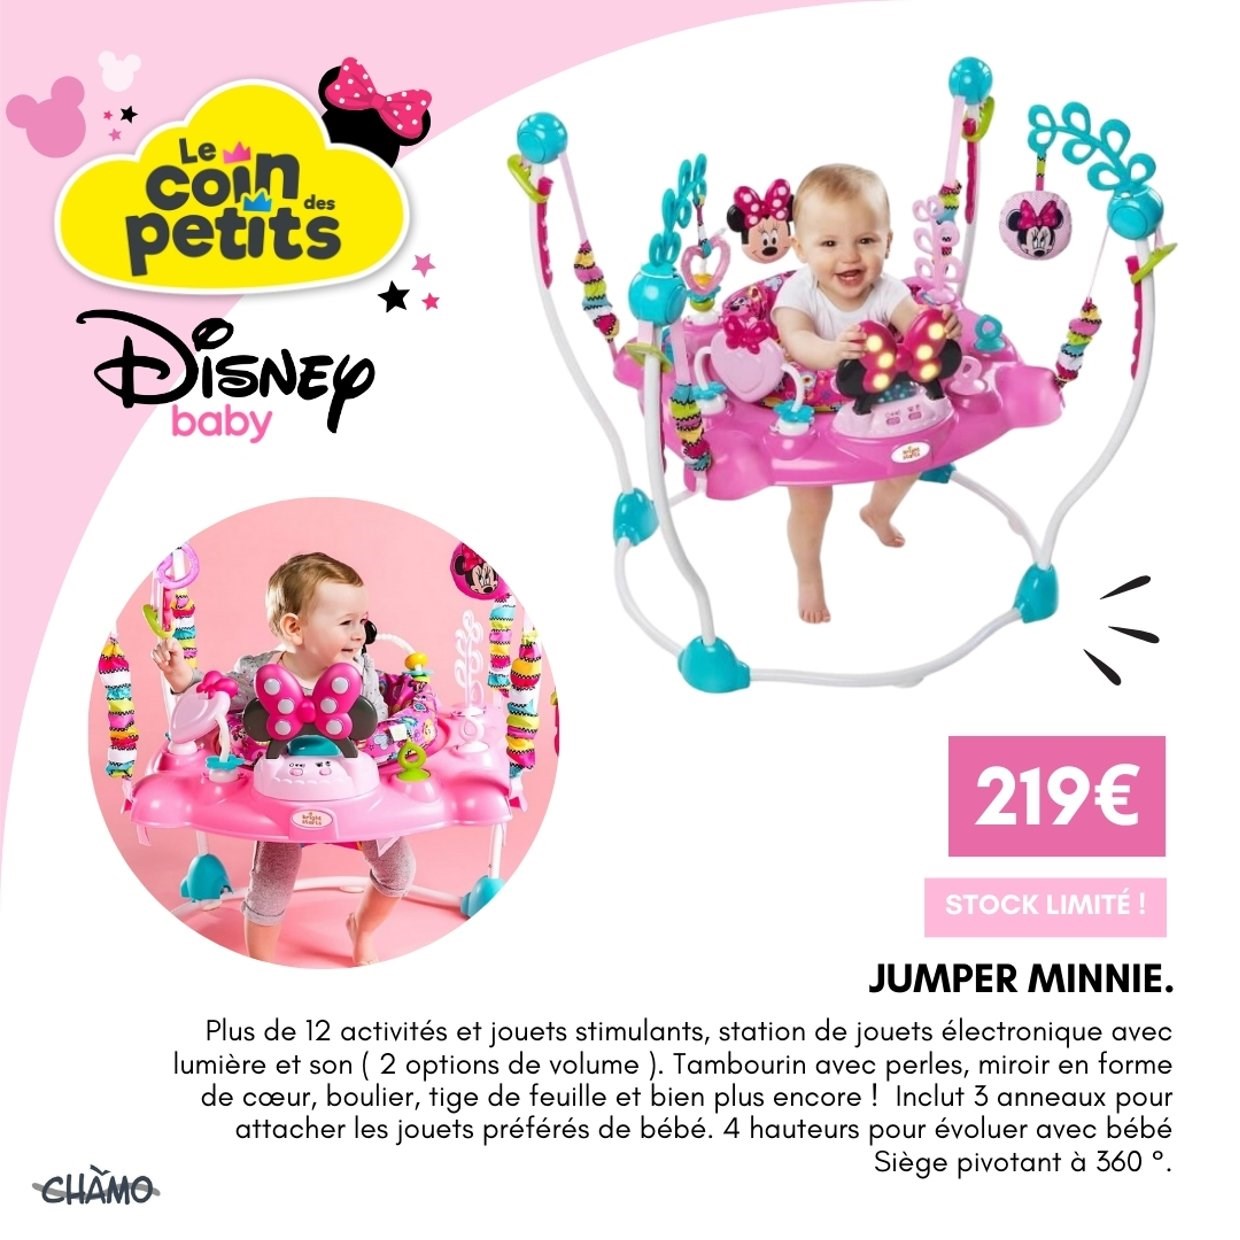 Le
coin
des
petits
Disney
baby
bright
starts
219€
STOCK LIMITÉ !
JUMPER MINNIE.
Plus de 12 activités et jouets stimulants, station de jouets électronique avec
lumière et son ( 2 options de volume ). Tambourin avec perles, miroir en forme
de cœur, boulier, tige de feuille et bien plus encore !  Inclut 3 anneaux pour
attacher les jouets préférés de bébé. 4 hauteurs pour évoluer avec bébé
Siège pivotant à 360 °.
CHÀMO